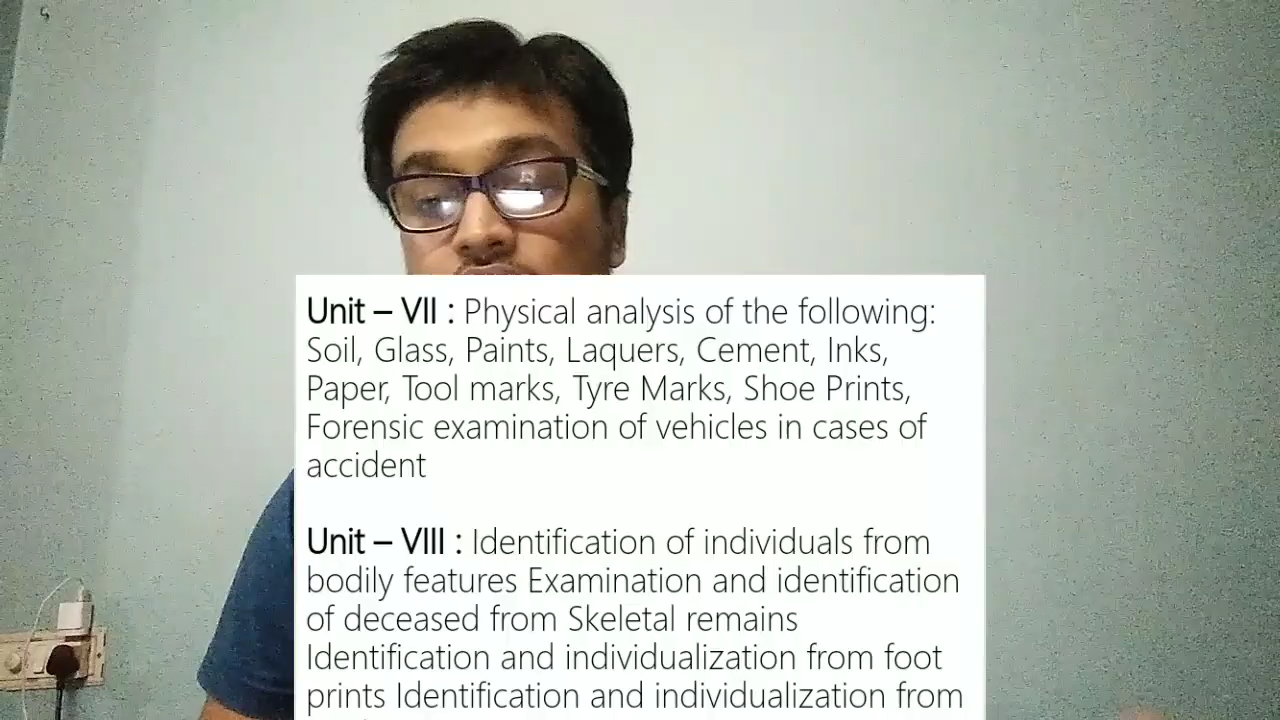 Unit – VII : Physical analysis of the following:
Soil, Glass, Paints, Laquers, Cement, Inks,
Paper, Tool marks, Tyre Marks, Shoe Prints,
Forensic examination of vehicles in cases of
accident
Unit – VIII : Identification of individuals from
bodily features Examination and identification
of deceased from Skeletal remains
Identification and individualization from foot
prints Identification and individualization from